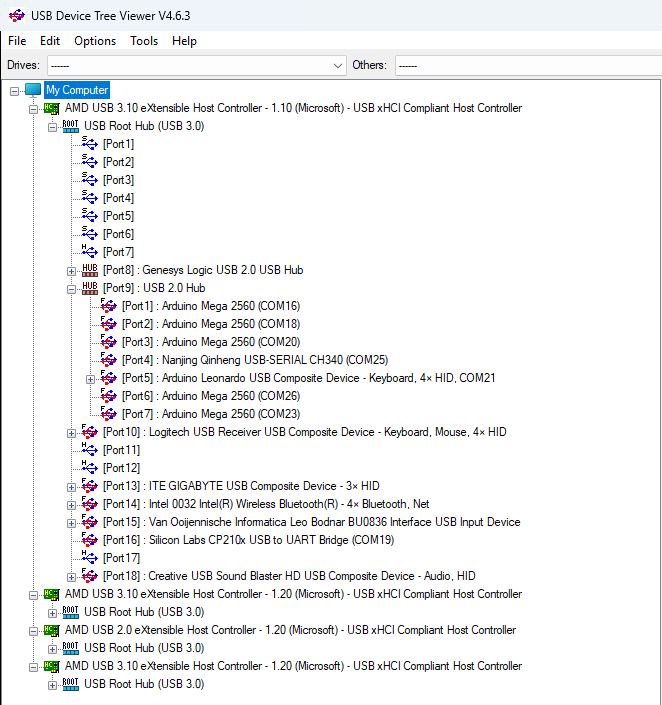 USB Device Tree Viewer V4.6.3
File Edit Options Tools Help
Drives: ------ Others: ------
My Computer
AMD USB 3.10 eXtensible Host Controller - 1.10 (Microsoft) - USB xHCI Compliant Host Controller
ROOT USB Root Hub (USB 3.0)
S [Port1]
S [Port2]
S [Port3]
S [Port4]
S [Port5]
S [Port6]
H [Port7]
HUB [Port8] : Genesys Logic USB 2.0 USB Hub
HUB [Port9] : USB 2.0 Hub
F [Port1] : Arduino Mega 2560 (COM16)
F [Port2] : Arduino Mega 2560 (COM18)
F [Port3] : Arduino Mega 2560 (COM20)
F [Port4] : Nanjing Qinheng USB-SERIAL CH340 (COM25)
F [Port5] : Arduino Leonardo USB Composite Device - Keyboard, 4× HID, COM21
F [Port6] : Arduino Mega 2560 (COM26)
F [Port7] : Arduino Mega 2560 (COM23)
F [Port10] : Logitech USB Receiver USB Composite Device - Keyboard, Mouse, 4× HID
H [Port11]
H [Port12]
F [Port13] : ITE GIGABYTE USB Composite Device - 3× HID
F [Port14] : Intel 0032 Intel(R) Wireless Bluetooth(R) - 4× Bluetooth, Net
F [Port15] : Van Ooijennische Informatica Leo Bodnar BU0836 Interface USB Input Device
F [Port16] : Silicon Labs CP210x USB to UART Bridge (COM19)
H [Port17]
F [Port18] : Creative USB Sound Blaster HD USB Composite Device - Audio, HID
AMD USB 3.10 eXtensible Host Controller - 1.20 (Microsoft) - USB xHCI Compliant Host Controller
ROOT USB Root Hub (USB 3.0)
AMD USB 2.0 eXtensible Host Controller - 1.20 (Microsoft) - USB xHCI Compliant Host Controller
ROOT USB Root Hub (USB 3.0)
AMD USB 3.10 eXtensible Host Controller - 1.20 (Microsoft) - USB xHCI Compliant Host Controller
ROOT USB Root Hub (USB 3.0)